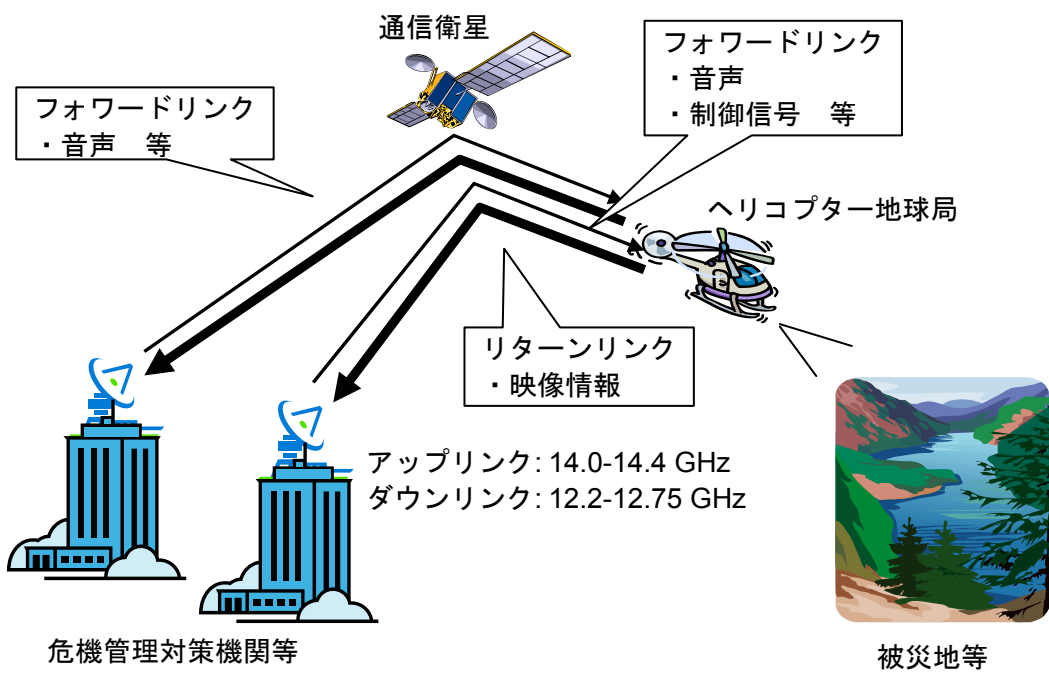 通信衛星
フォワードリンク
・音声　等
フォワードリンク
・音声
・制御信号　等
ヘリコプター地球局
リターンリンク
・映像情報
アップリンク: 14.0-14.4 GHz
ダウンリンク: 12.2-12.75 GHz
危機管理対策機関等
被災地等